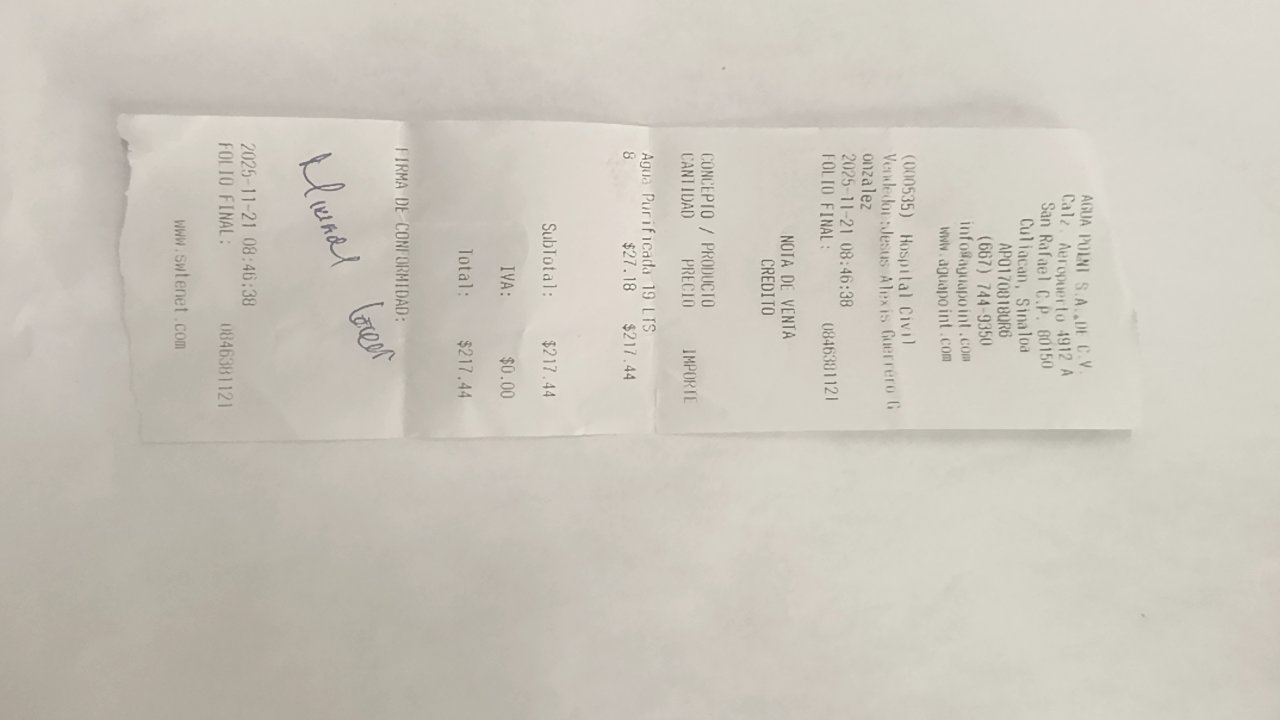 AGUA POINT S.A. DE C.V.
Calz. Aeropuerto 4912 A
San Rafael C.P. 80150
Culiacan, Sinaloa
APO170818QR6
(667) 744-9350
info@aguapoint.com
www.aguapoint.com
(000535) Hospital Civil
Vendedor:Jesus Alexis Guerrero G
onzalez
2025-11-21 08:46:38
FOLIO FINAL: 0846381121
NOTA DE VENTA
CREDITO
CONCEPTO / PRODUCTO
CANTIDAD PRECIO IMPORTE
Agua Purificada 19 LTS
8 $27.18 $217.44
SubTotal: $217.44
IVA: $0.00
Total: $217.44
FIRMA DE CONFORMIDAD:
2025-11-21 08:46:38
FOLIO FINAL: 0846381121
www.swtenet.com